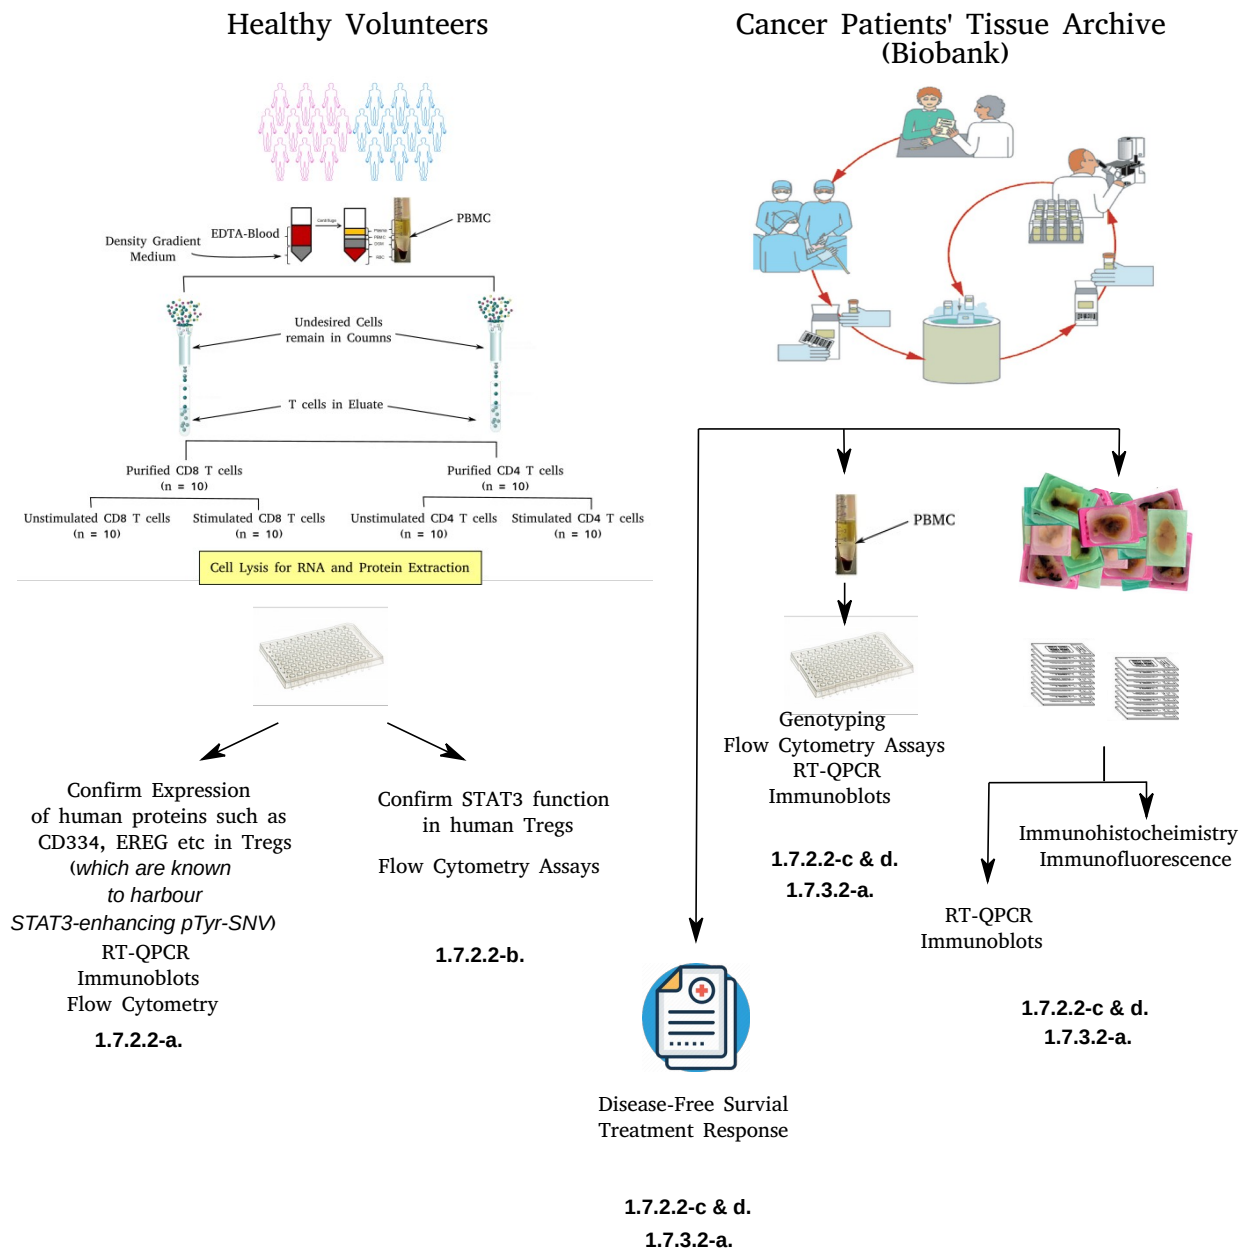 Healthy Volunteers
EDTA-Blood
Density Gradient
Medium
Centrifuge
Plasma
PBMC
DGM
RBC
PBMC
Undesired Cells
remain in Coumns
T cells in Eluate
Purified CD8 T cells
(n = 10)
Purified CD4 T cells
(n = 10)
Unstimulated CD8 T cells
(n = 10)
Stimulated CD8 T cells
(n = 10)
Unstimulated CD4 T cells
(n = 10)
Stimulated CD4 T cells
(n = 10)
Cell Lysis for RNA and Protein Extraction
Confirm Expression
of human proteins such as
CD334, EREG etc in Tregs
(which are known
to harbour
STAT3-enhancing pTyr-SNV)
RT-QPCR
Immunoblots
Flow Cytometry
1.7.2.2-a.
Confirm STAT3 function
in human Tregs
Flow Cytometry Assays
1.7.2.2-b.
Cancer Patients' Tissue Archive
(Biobank)
PBMC
Genotyping
Flow Cytometry Assays
RT-QPCR
Immunoblots
1.7.2.2-c & d.
1.7.3.2-a.
Immunohistocheimistry
Immunofluorescence
RT-QPCR
Immunoblots
1.7.2.2-c & d.
1.7.3.2-a.
Disease-Free Survial
Treatment Response
1.7.2.2-c & d.
1.7.3.2-a.